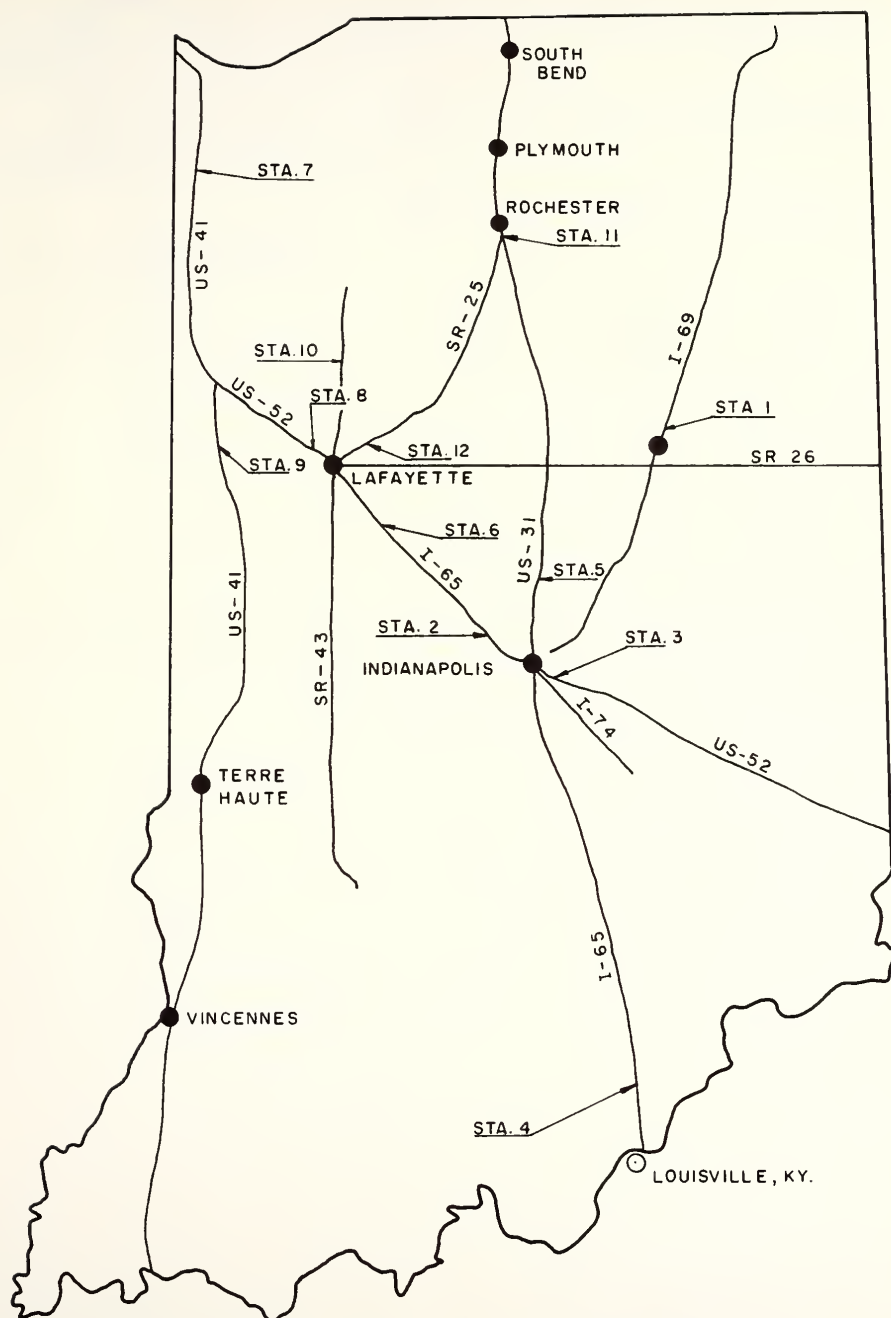 SOUTH
BEND
PLYMOUTH
STA. 7
ROCHESTER
STA. 11
US-41
SR-25
I-69
STA. 10
US-52
STA. 8
STA 1
STA. 12
STA. 9
SR 26
LAFAYETTE
STA. 6
US-31
I-65
STA. 5
US-41
STA. 2
STA. 3
SR-43
INDIANAPOLIS
I-74
US-52
TERRE
HAUTE
I-65
VINCENNES
STA. 4
LOUISVILLE, KY.